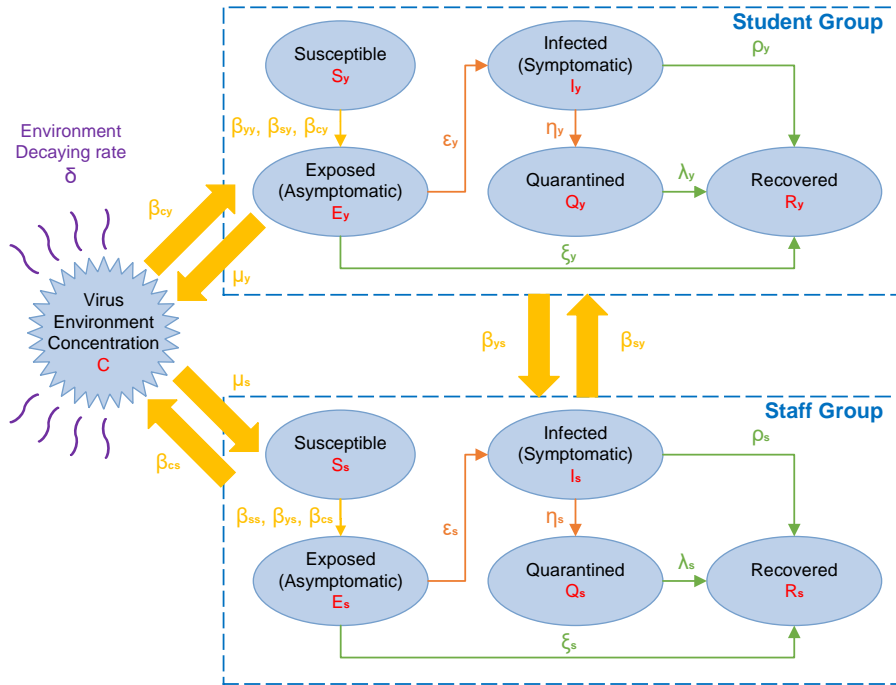 Student Group
Susceptible
Sy
Infected
(Symptomatic)
Iy
ρy
βyy, βsy, βcy
εy
ηy
Environment
Decaying rate
δ
Exposed
(Asymptomatic)
Ey
Quarantined
Qy
λy
Recovered
Ry
βcy
ξy
μy
Virus
Environment
Concentration
C
βys
βsy
μs
Staff Group
Susceptible
Ss
Infected
(Symptomatic)
Is
ρs
βcs
βss, βys, βcs
εs
ηs
Exposed
(Asymptomatic)
Es
Quarantined
Qs
λs
Recovered
Rs
ξs